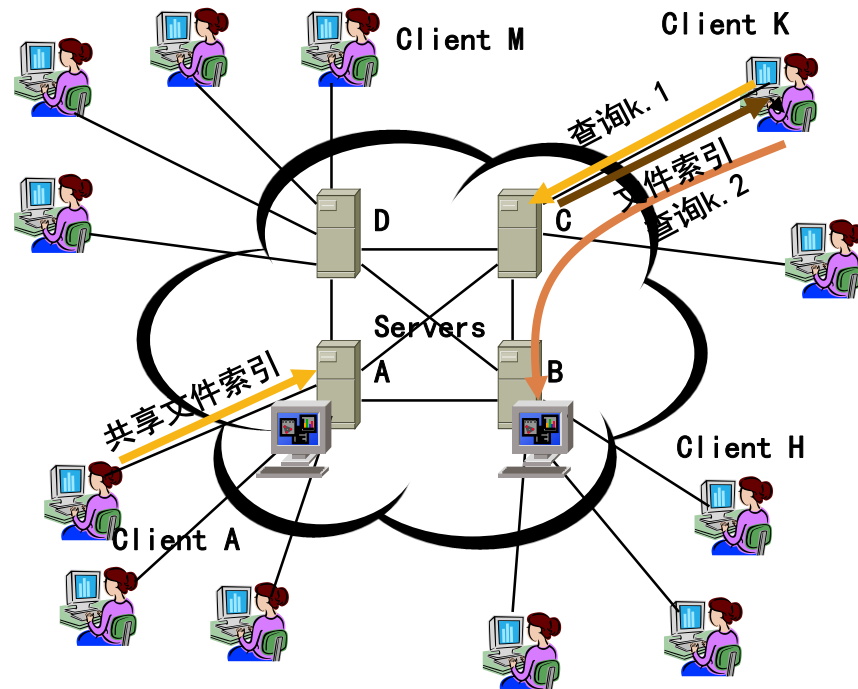 Client M
Client K
查询k.1
文件索引
查询k.2
D
C
Servers
A
B
共享文件索引
Client H
Client A